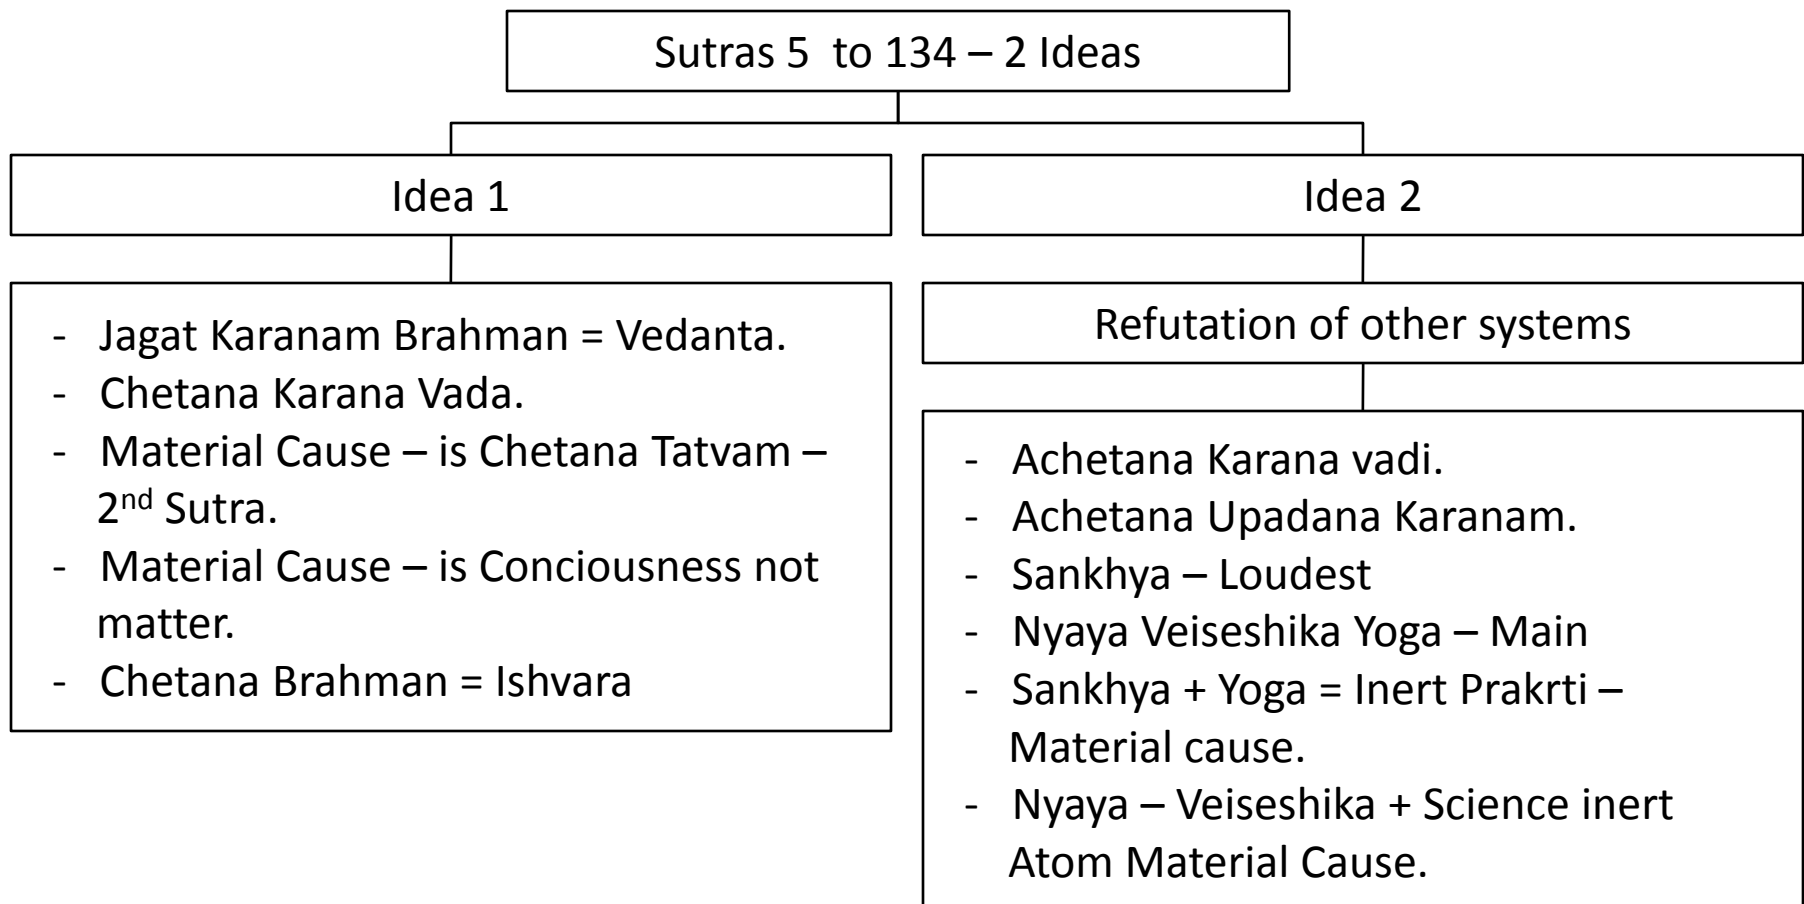 Sutras 5 to 134 – 2 Ideas
Idea 1
- Jagat Karanam Brahman = Vedanta.
- Chetana Karana Vada.
- Material Cause – is Chetana Tatvam –
2nd Sutra.
- Material Cause – is Conciousness not
matter.
- Chetana Brahman = Ishvara
Idea 2
Refutation of other systems
- Achetana Karana vadi.
- Achetana Upadana Karanam.
- Sankhya – Loudest
- Nyaya Veiseshika Yoga – Main
- Sankhya + Yoga = Inert Prakrti –
Material cause.
- Nyaya – Veiseshika + Science inert
Atom Material Cause.